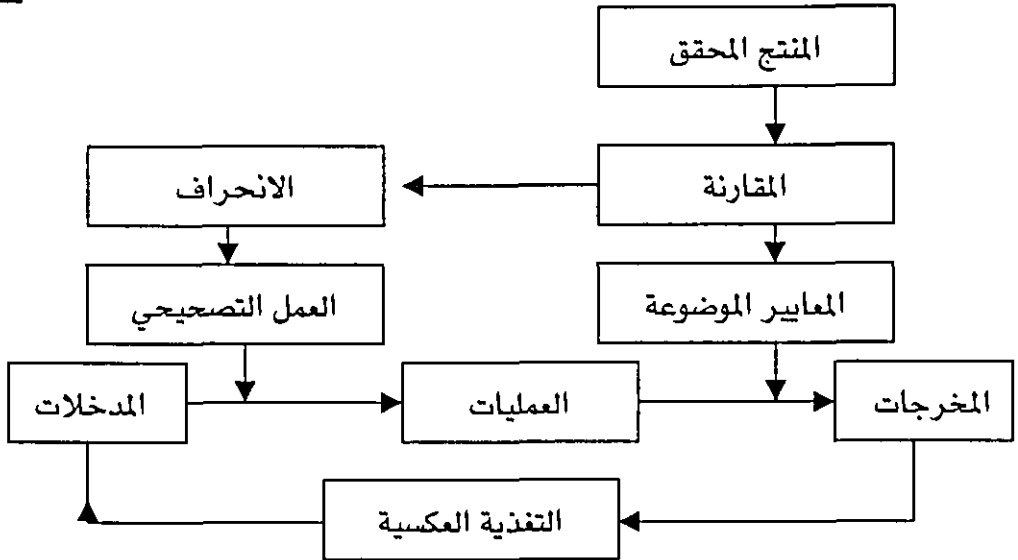 المنتج المحقق
المقارنة
الانحراف
المعايير الموضوعة
العمل التصحيحي
المدخلات
العمليات
المخرجات
التغذية العكسية